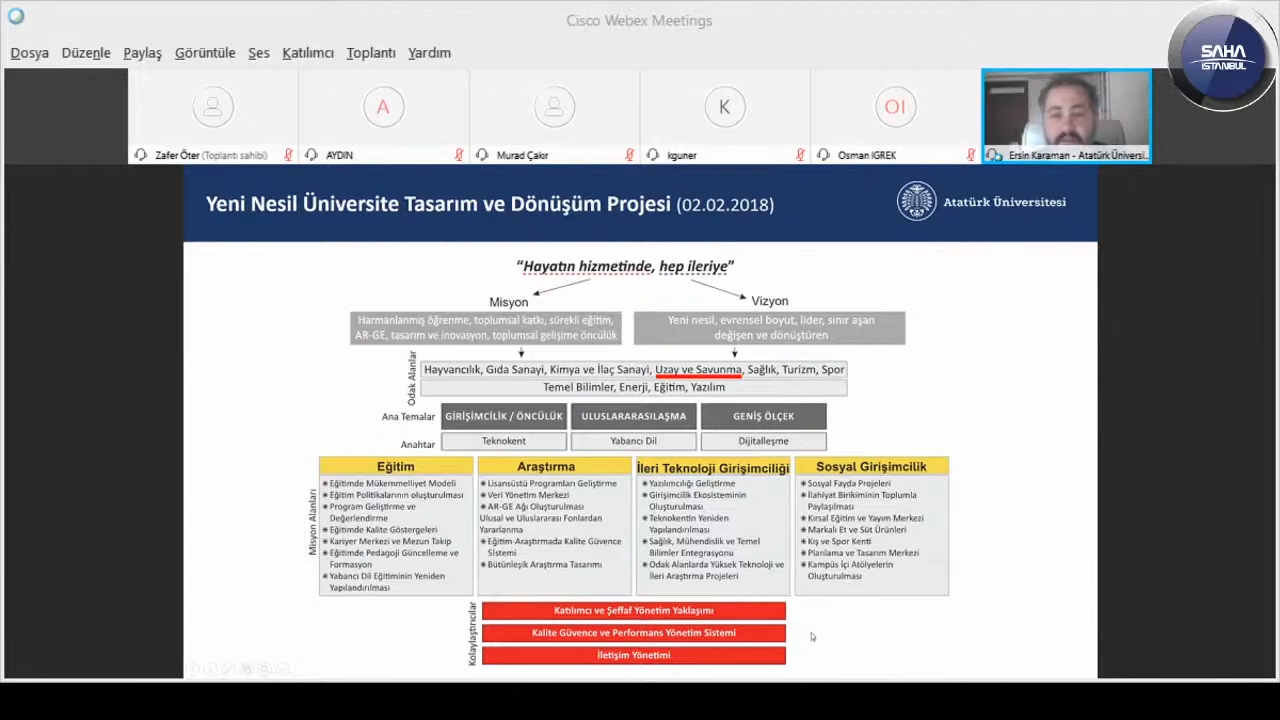 Cisco Webex Meetings
SAHA
İSTANBUL
Dosya Düzenle Paylaş Görüntüle Ses Katılımcı Toplantı Yardım
A
K
OI
Zafer Öter (Toplantı sahibi)
AYDIN
Murad Çakır
kguner
Osman IGREK
Ersin Karaman - Atatürk Üniversi...
Yeni Nesil Üniversite Tasarım ve Dönüşüm Projesi (02.02.2018)
Atatürk Üniversitesi
“Hayatın hizmetinde, hep ileriye”
Misyon
Vizyon
Harmanlanmış öğrenme, toplumsal katkı, sürekli eğitim,
AR-GE, tasarım ve inovasyon, toplumsal gelişime öncülük
Yeni nesil, evrensel boyut, lider, sınır aşan
değişen ve dönüştüren
Odak Alanlar
Hayvancılık, Gıda Sanayi, Kimya ve İlaç Sanayi, Uzay ve Savunma, Sağlık, Turizm, Spor
Temel Bilimler, Enerji, Eğitim, Yazılım
Ana Temalar
GİRİŞİMCİLİK / ÖNCÜLÜK
ULUSLARARASILAŞMA
GENİŞ ÖLÇEK
Anahtar
Teknokent
Yabancı Dil
Dijitalleşme
Misyon Alanları
Eğitim
✷ Eğitimde Mükemmeliyet Modeli
✷ Eğitim Politikalarının oluşturulması
✷ Program Geliştirme ve
Değerlendirme
✷ Eğitimde Kalite Göstergeleri
✷ Kariyer Merkezi ve Mezun Takip
✷ Eğitimde Pedagoji Güncelleme ve
Formasyon
✷ Yabancı Dil Eğitiminin Yeniden
Yapılandırılması
Araştırma
✷ Lisansüstü Programları Geliştirme
✷ Veri Yönetim Merkezi
✷ AR-GE Ağı Oluşturulması
Ulusal ve Uluslararası Fonlardan
Yararlanma
✷ Eğitim-Araştırmada Kalite Güvence
Sistemi
✷ Bütünleşik Araştırma Tasarımı
İleri Teknoloji Girişimciliği
✷ Yazılımcılığı Geliştirme
✷ Girişimcilik Ekosisteminin
Oluşturulması
✷ Teknokentin Yeniden
Yapılandırılması
✷ Sağlık, Mühendislik ve Temel
Bilimler Entegrasyonu
✷ Odak Alanlarda Yüksek Teknoloji ve
İleri Araştırma Projeleri
Sosyal Girişimcilik
✷ Sosyal Fayda Projeleri
✷ İlahiyat Birikiminin Toplumla
Paylaşılması
✷ Kırsal Eğitim ve Yayım Merkezi
✷ Markalı Et ve Süt Ürünleri
✷ Kış ve Spor Kenti
✷ Planlama ve Tasarım Merkezi
✷ Kampüs İçi Atölyelerin
Oluşturulması
Kolaylaştırıcılar
Katılımcı ve Şeffaf Yönetim Yaklaşımı
Kalite Güvence ve Performans Yönetim Sistemi
İletişim Yönetimi